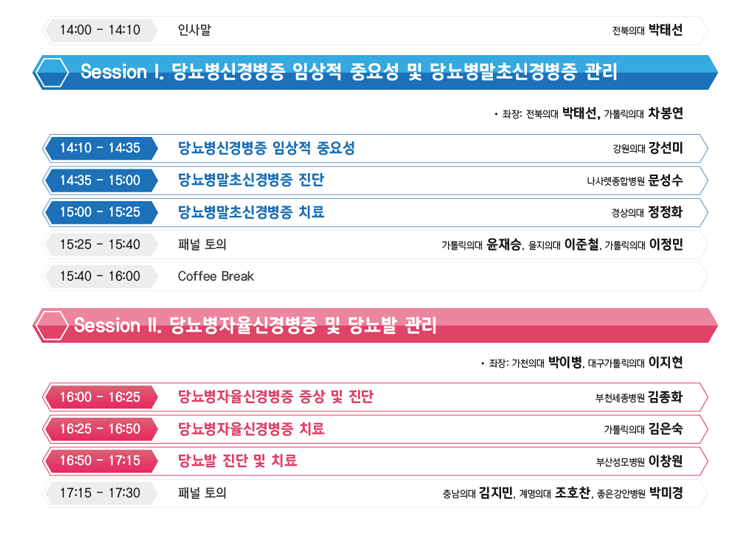 14:00 - 14:10 인사말 전북의대 박태선
Session I. 당뇨병신경병증 임상적 중요성 및 당뇨병말초신경병증 관리
• 좌장: 전북의대 박태선, 가톨릭의대 차봉연
14:10 - 14:35 당뇨병신경병증 임상적 중요성 강원의대 강선미
14:35 - 15:00 당뇨병말초신경병증 진단 나사렛종합병원 문성수
15:00 - 15:25 당뇨병말초신경병증 치료 경상의대 정정화
15:25 - 15:40 패널 토의 가톨릭의대 윤재승, 을지의대 이준철, 가톨릭의대 이정민
15:40 - 16:00 Coffee Break
Session II. 당뇨병자율신경병증 및 당뇨발 관리
• 좌장: 가천의대 박이병, 대구가톨릭의대 이지현
16:00 - 16:25 당뇨병자율신경병증 증상 및 진단 부천세종병원 김종화
16:25 - 16:50 당뇨병자율신경병증 치료 가톨릭의대 김은숙
16:50 - 17:15 당뇨발 진단 및 치료 부산성모병원 이창원
17:15 - 17:30 패널 토의 충남의대 김지민, 계명의대 조호찬, 좋은강안병원 박미경